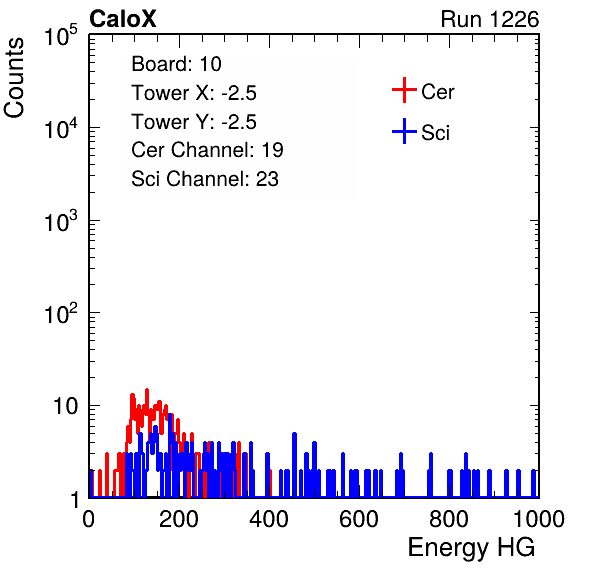 CaloX Run 1226
Board: 10
Tower X: -2.5
Tower Y: -2.5
Cer Channel: 19
Sci Channel: 23
Cer
Sci
Counts
10^5
10^4
10^3
10^2
10
1
0 200 400 600 800 1000
Energy HG